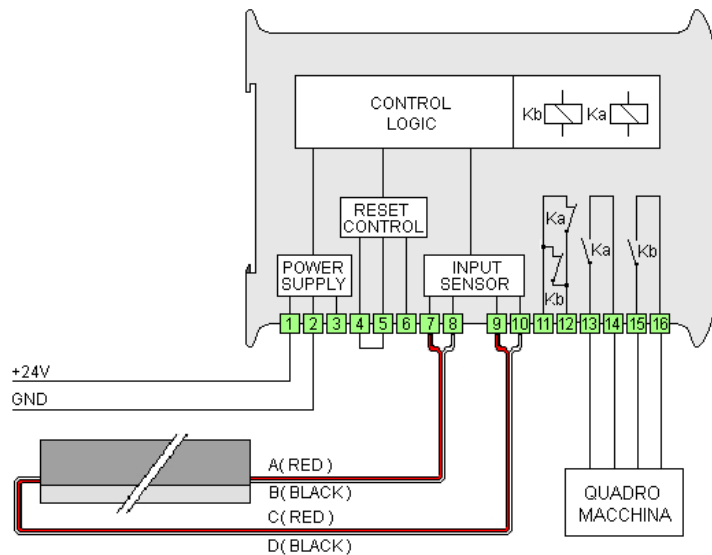 CONTROL
LOGIC
Kb
Ka
RESET
CONTROL
POWER
SUPPLY
INPUT
SENSOR
Ka
Kb
Ka
Kb
1 2 3 4 5 6 7 8 9 10 11 12 13 14 15 16
+24V
GND
A(RED)
B(BLACK)
C(RED)
D(BLACK)
QUADRO
MACCHINA